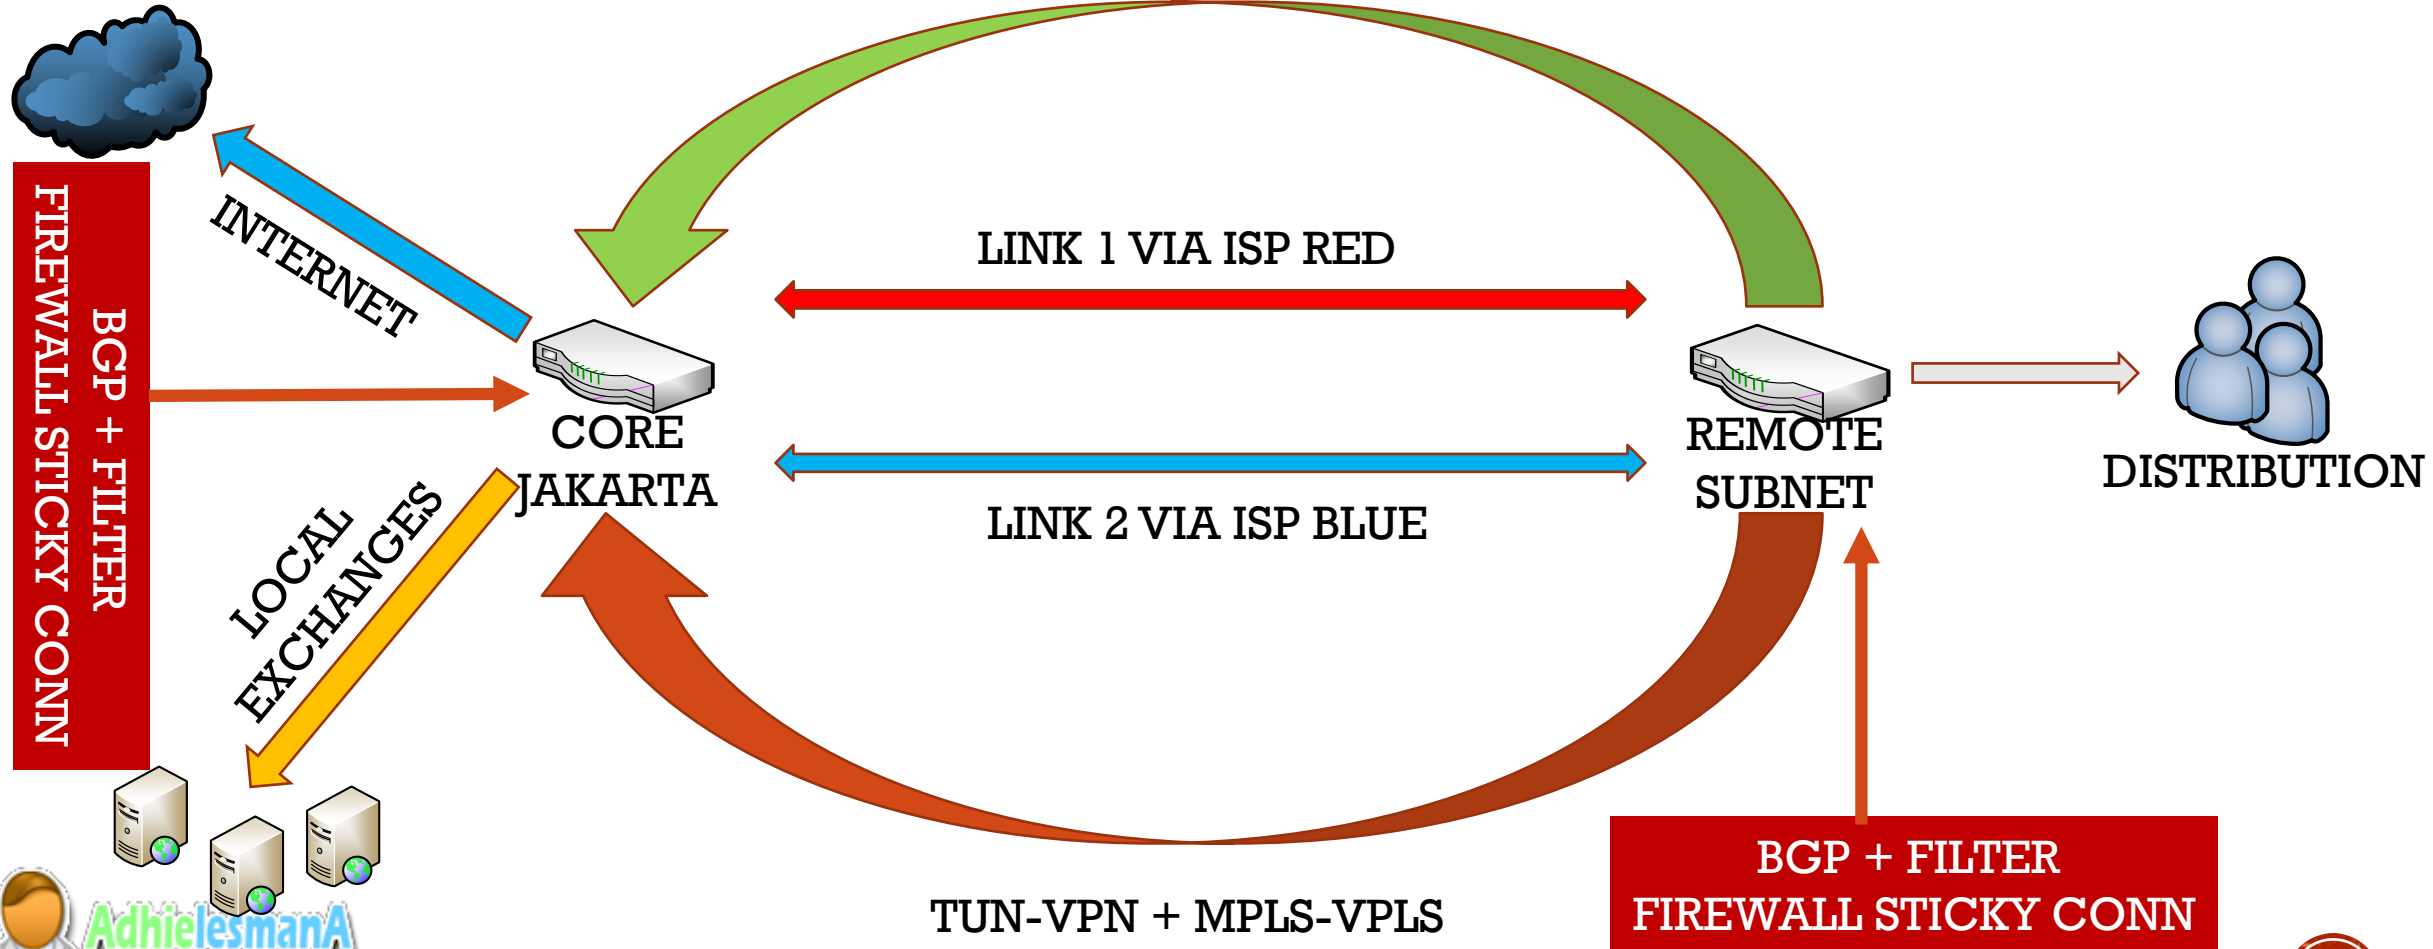 INTERNET
BGP + FILTER
FIREWALL STICKY CONN
LINK 1 VIA ISP RED
CORE
JAKARTA
REMOTE
SUBNET
DISTRIBUTION
LINK 2 VIA ISP BLUE
LOCAL
EXCHANGES
TUN-VPN + MPLS-VPLS
BGP + FILTER
FIREWALL STICKY CONN
AdhielesmanA